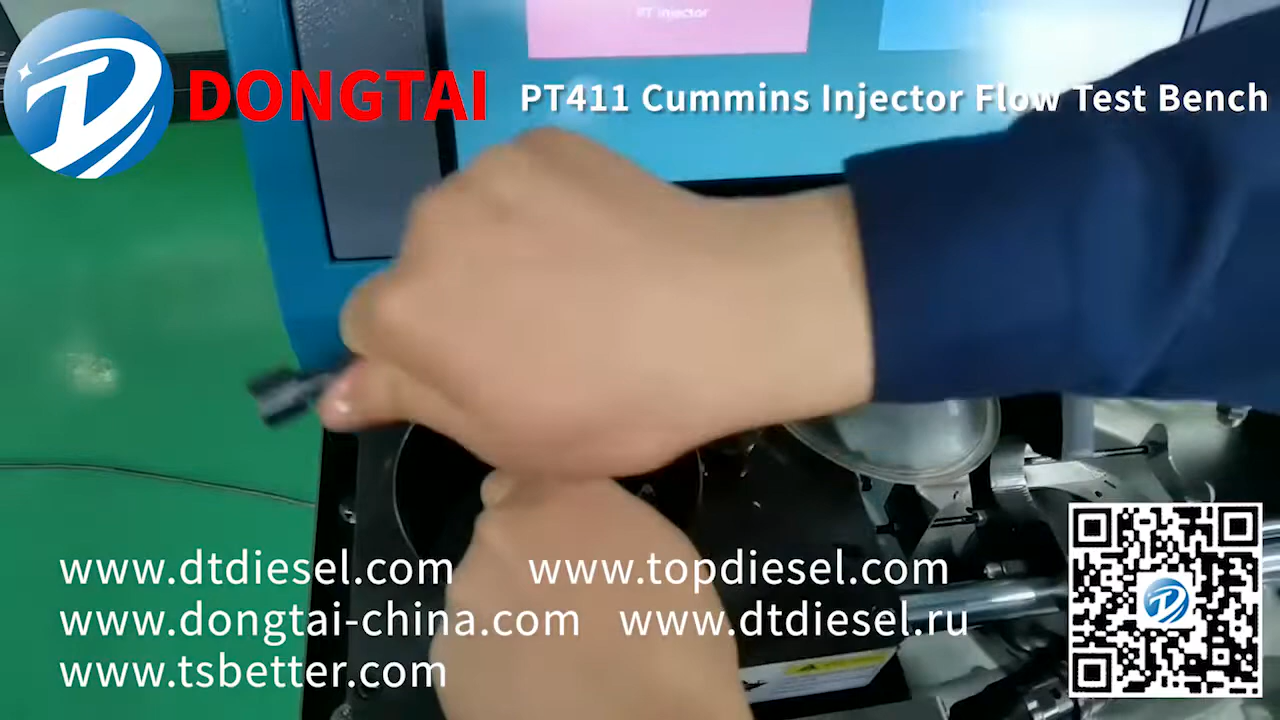 PT injector
DONGTAI
PT411 Cummins Injector Flow Test Bench
www.dtdiesel.com www.topdiesel.com
www.dongtai-china.com www.dtdiesel.ru
www.tsbetter.com